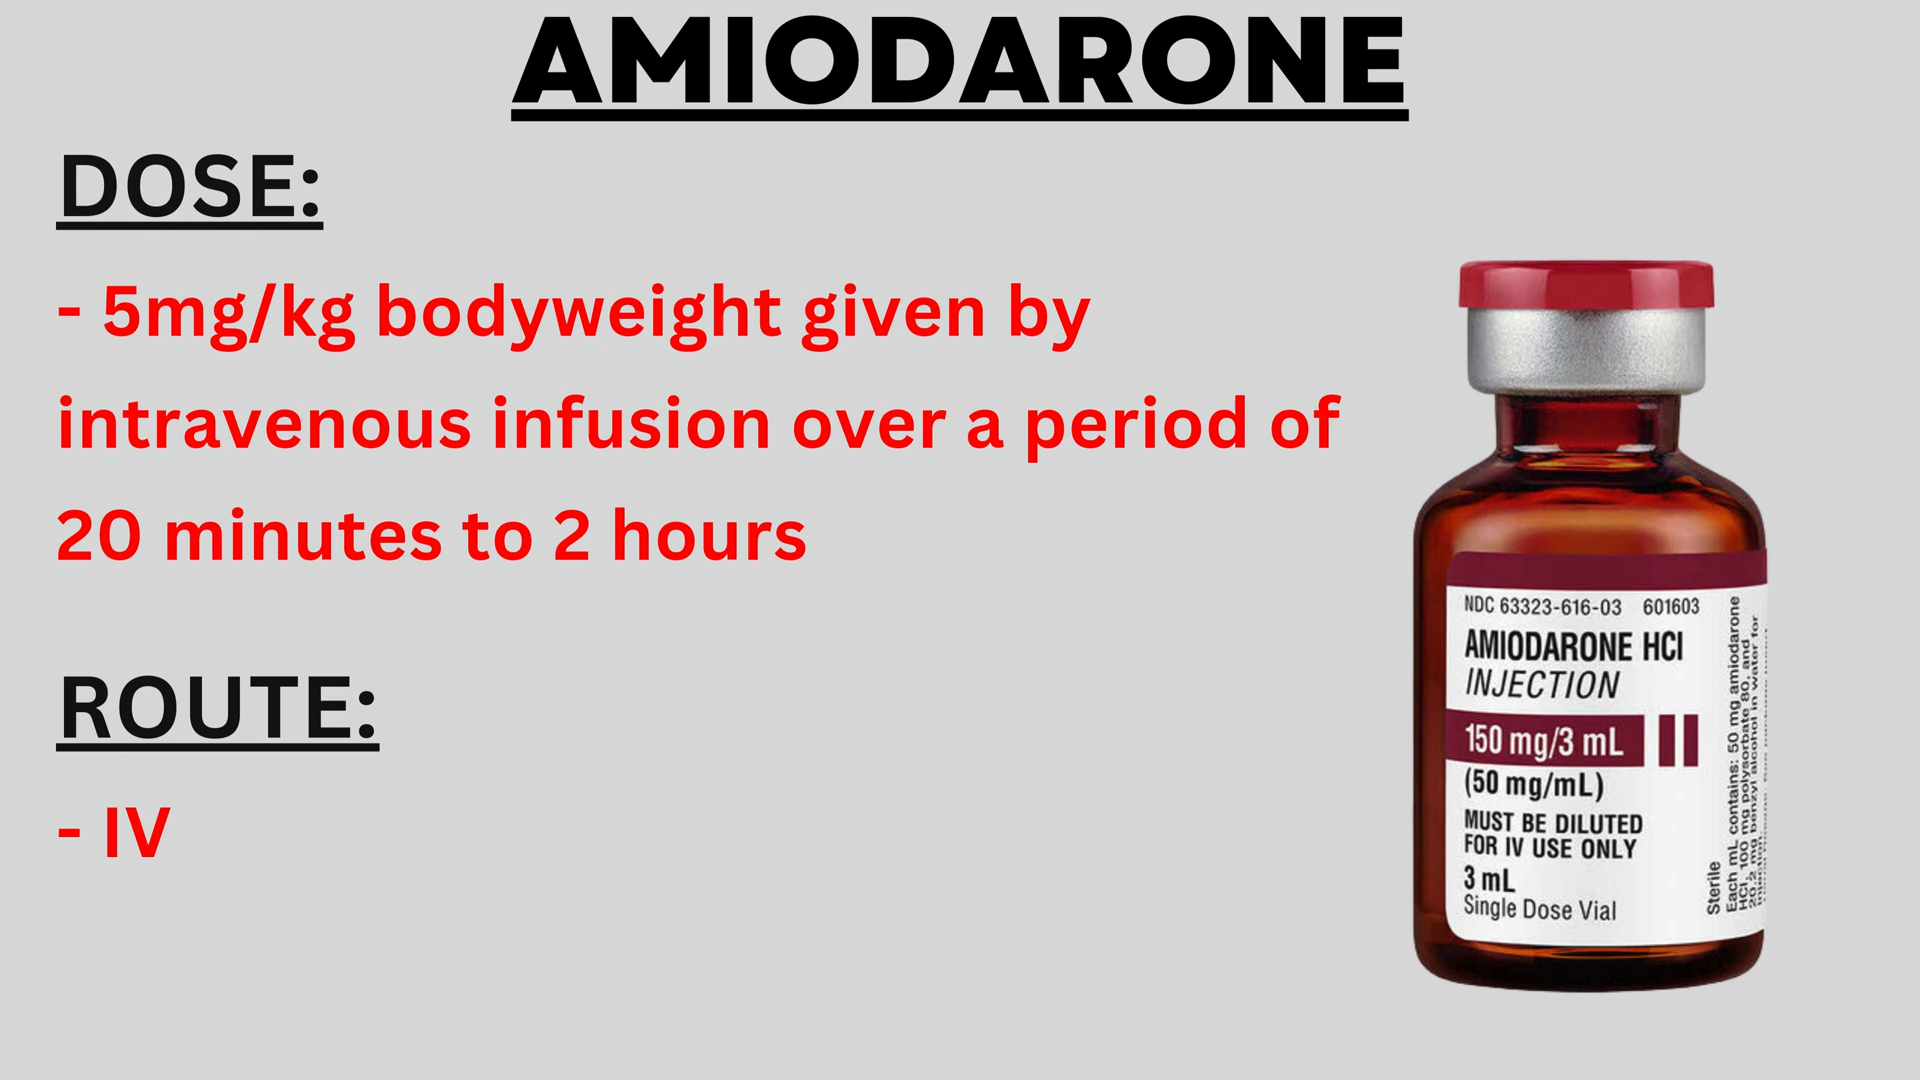 AMIODARONE
DOSE:
- 5mg/kg bodyweight given by
intravenous infusion over a period of
20 minutes to 2 hours
ROUTE:
- IV
NDC 63323-616-03 601603
AMIODARONE HCl
INJECTION
150 mg/3 mL
(50 mg/mL)
MUST BE DILUTED
FOR IV USE ONLY
3 mL
Single Dose Vial
Sterile
Each mL contains: 50 mg amiodarone
HCl, 100 mg polysorbate 80, and
20.2 mg benzyl alcohol in water for
injection.